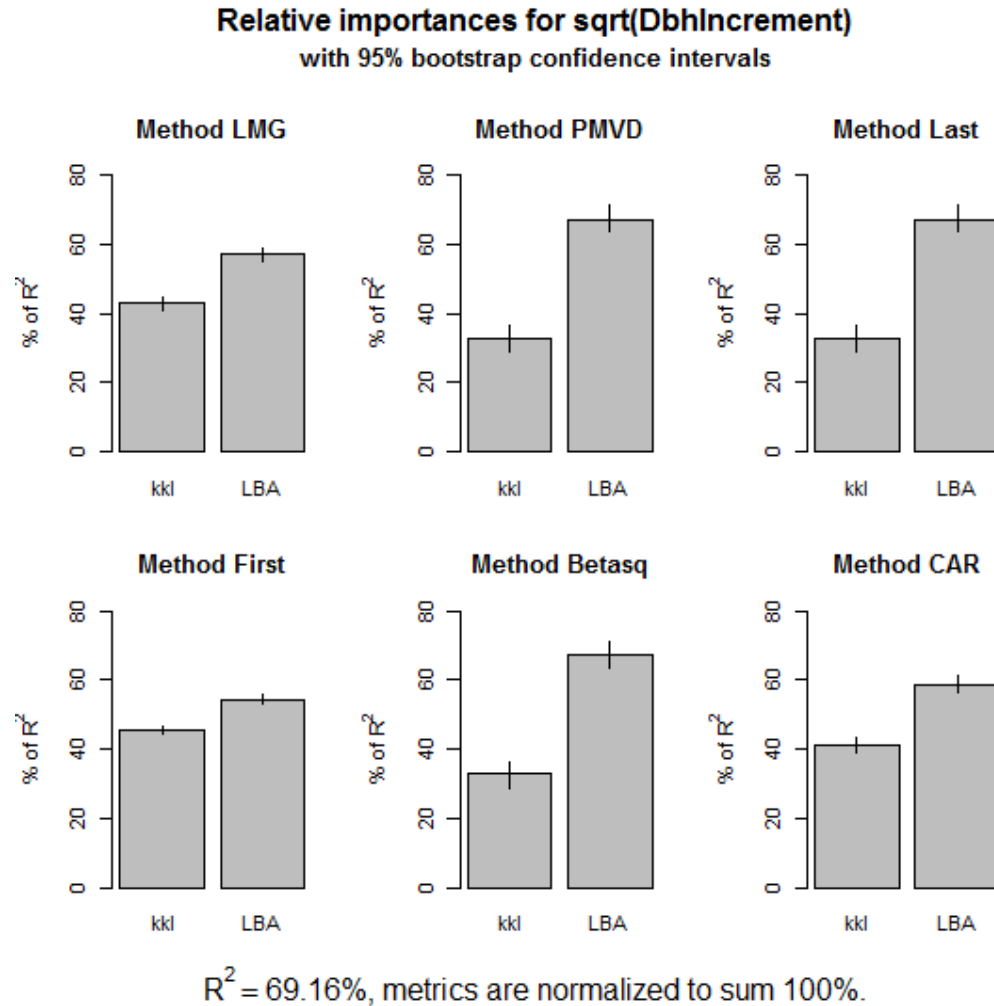 Relative importances for sqrt(DbhIncrement)
with 95% bootstrap confidence intervals
Method LMG
% of R²
0 20 40 60 80
kkl LBA
Method PMVD
% of R²
0 20 40 60 80
kkl LBA
Method Last
% of R²
0 20 40 60 80
kkl LBA
Method First
% of R²
0 20 40 60 80
kkl LBA
Method Betasq
% of R²
0 20 40 60 80
kkl LBA
Method CAR
% of R²
0 20 40 60 80
kkl LBA
R² = 69.16%, metrics are normalized to sum 100%.